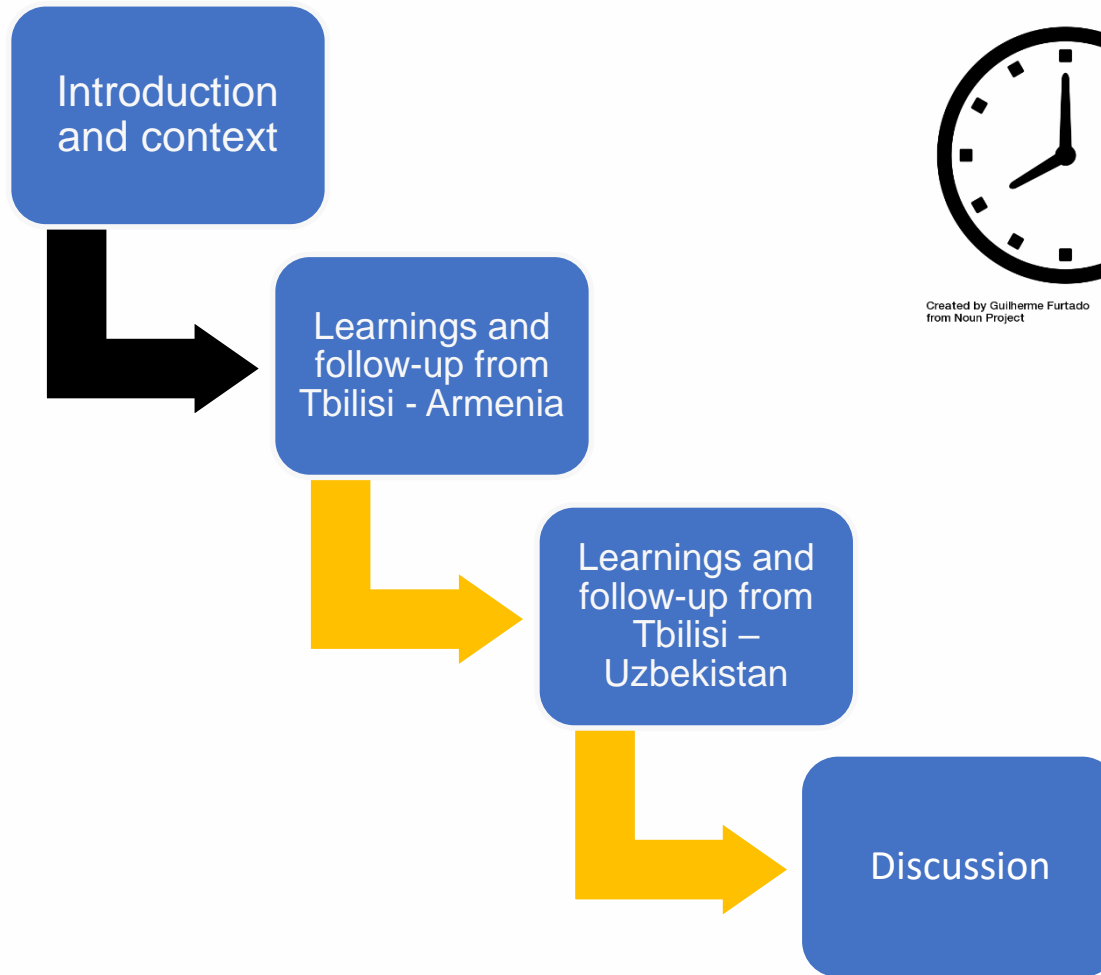 Introduction
and context
Created by Guilherme Furtado
from Noun Project
Learnings and
follow-up from
Tbilisi - Armenia
Learnings and
follow-up from
Tbilisi –
Uzbekistan
Discussion